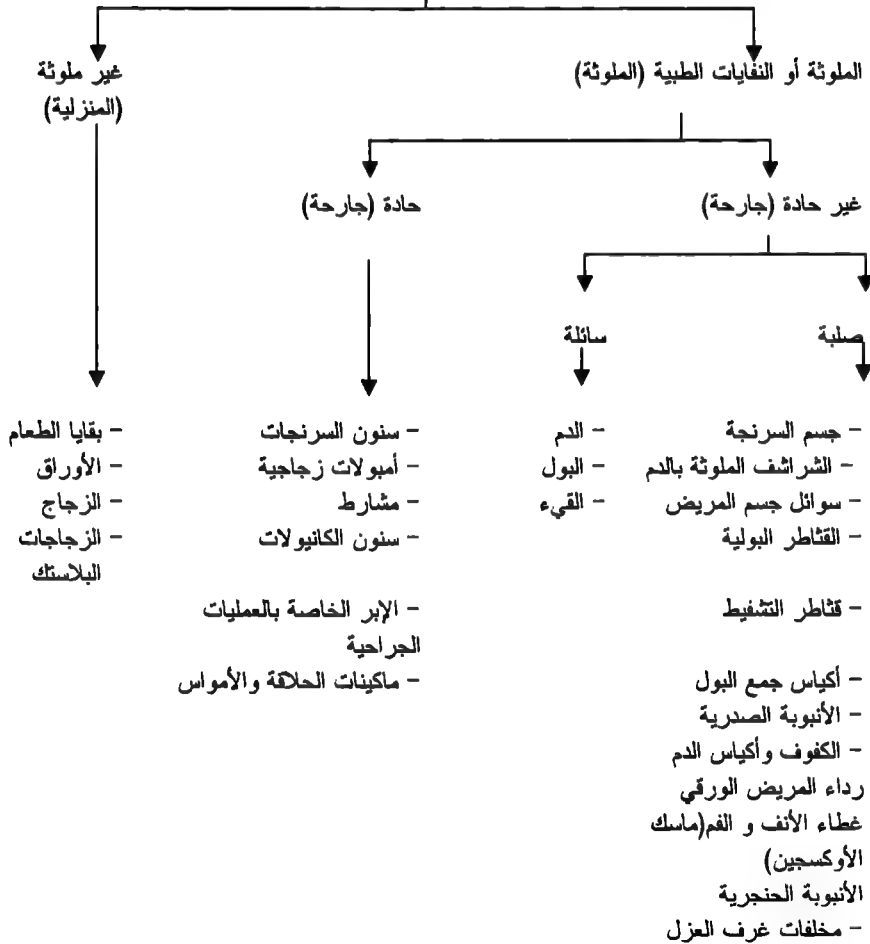 الملوثة أو النفايات الطبية (الملوثة)
غير ملوثة
(المنزلية)
غير حادة (جارحة)
حادة (جارحة)
صلبة
سائلة
- جسم السرنجة
- الشراشف الملوثة بالدم
- سوائل جسم المريض
- القثاطر البولية
- قثاطر التشفيط
- أكياس جمع البول
- الأنبوبة الصدرية
- الكفوف وأكياس الدم
رداء المريض الورقي
غطاء الأنف و الفم(ماسك
الأوكسجين)
الأنبوبة الحنجرية
- مخلفات غرف العزل
- الدم
- البول
- القيء
- سنون السرنجات
- أمبولات زجاجية
- مشارط
- سنون الكانيولات
- الإبر الخاصة بالعمليات
الجراحية
- ماكينات الحلاقة والأمواس
- بقايا الطعام
- الأوراق
- الزجاج
- الزجاجات
البلاستك